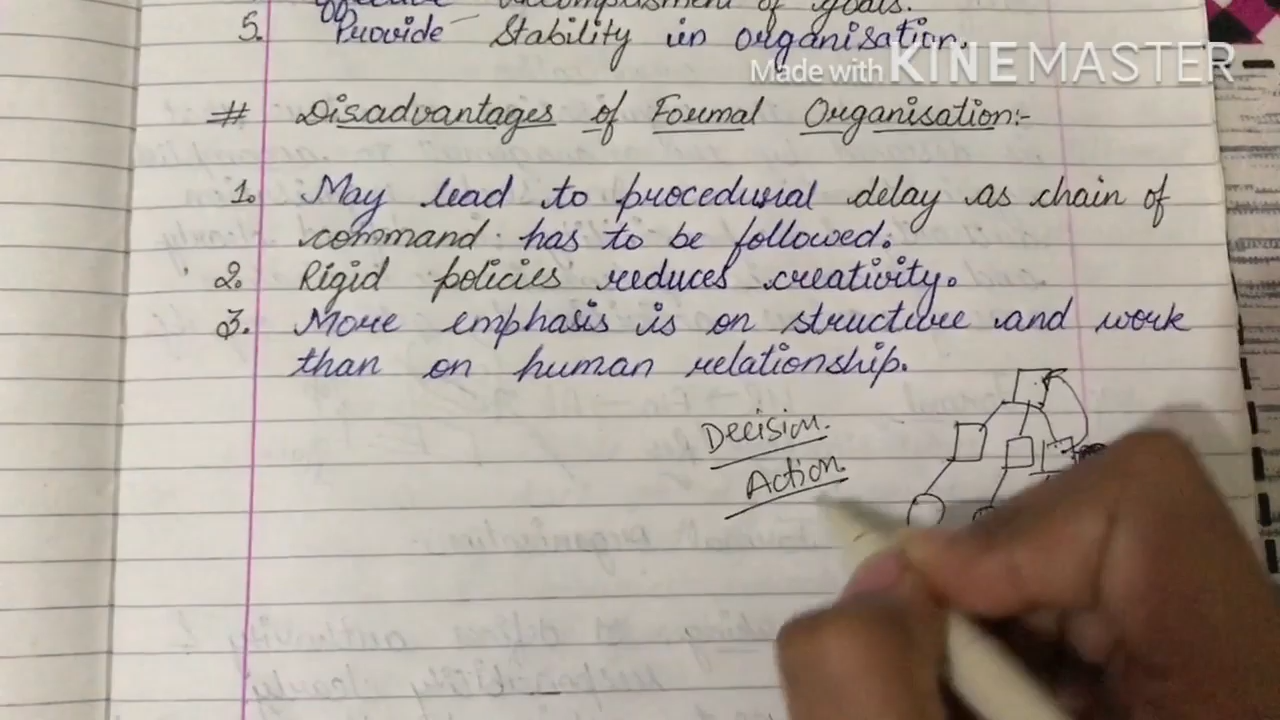 of goals.
5. Provide Stability in organisation.
Made with KINEMASTER
# Disadvantages of Formal Organisation:-
1. May lead to procedural delay as chain of
command has to be followed.
2. Rigid policies reduces creativity.
3. More emphasis is on structure and work
than on human relationship.
Decision.
Action.